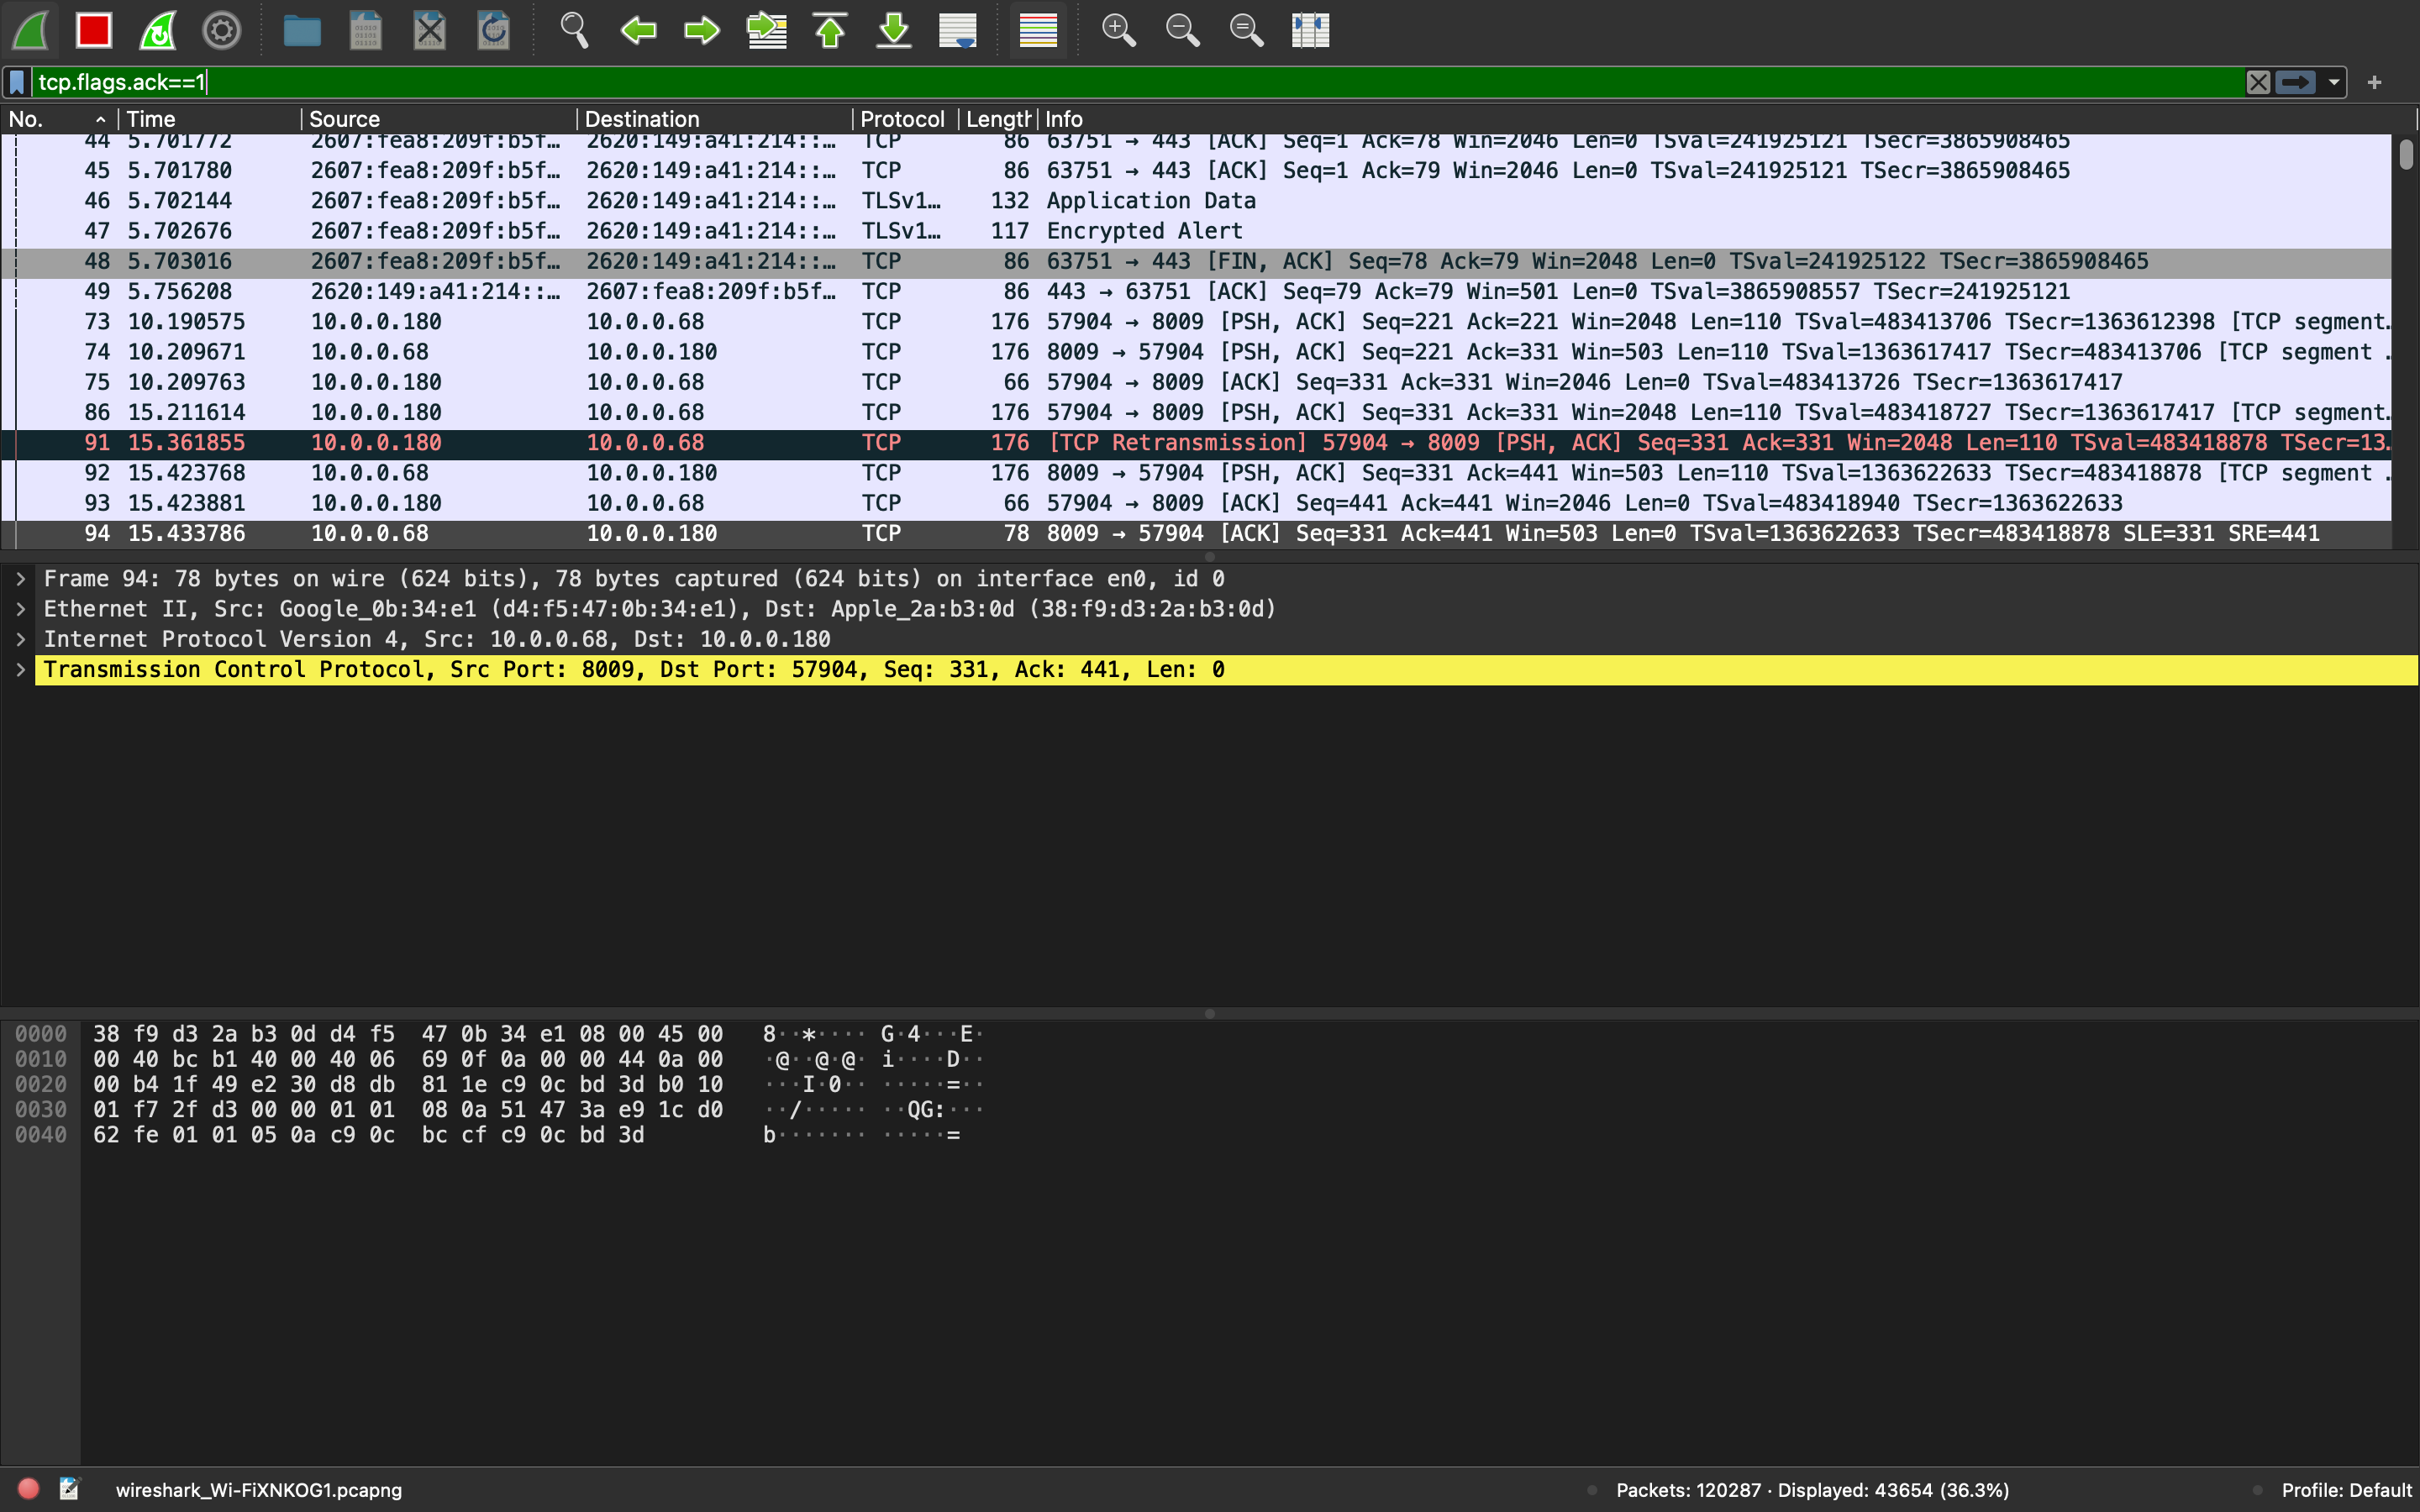 tcp.flags.ack==1
No. Time Source Destination Protocol Length Info
44 5.701772 2607:fea8:209f:b5f… 2620:149:a41:214::… TCP 86 63751 → 443 [ACK] Seq=1 Ack=78 Win=2046 Len=0 TSval=241925121 TSecr=3865908465
45 5.701780 2607:fea8:209f:b5f… 2620:149:a41:214::… TCP 86 63751 → 443 [ACK] Seq=1 Ack=79 Win=2046 Len=0 TSval=241925121 TSecr=3865908465
46 5.702144 2607:fea8:209f:b5f… 2620:149:a41:214::… TLSv1… 132 Application Data
47 5.702676 2607:fea8:209f:b5f… 2620:149:a41:214::… TLSv1… 117 Encrypted Alert
48 5.703016 2607:fea8:209f:b5f… 2620:149:a41:214::… TCP 86 63751 → 443 [FIN, ACK] Seq=78 Ack=79 Win=2048 Len=0 TSval=241925122 TSecr=3865908465
49 5.756208 2620:149:a41:214::… 2607:fea8:209f:b5f… TCP 86 443 → 63751 [ACK] Seq=79 Ack=79 Win=501 Len=0 TSval=3865908557 TSecr=241925121
73 10.190575 10.0.0.180 10.0.0.68 TCP 176 57904 → 8009 [PSH, ACK] Seq=221 Ack=221 Win=2048 Len=110 TSval=483413706 TSecr=1363612398 [TCP segment…
74 10.209671 10.0.0.68 10.0.0.180 TCP 176 8009 → 57904 [PSH, ACK] Seq=221 Ack=331 Win=503 Len=110 TSval=1363617417 TSecr=483413706 [TCP segment …
75 10.209763 10.0.0.180 10.0.0.68 TCP 66 57904 → 8009 [ACK] Seq=331 Ack=331 Win=2046 Len=0 TSval=483413726 TSecr=1363617417
86 15.211614 10.0.0.180 10.0.0.68 TCP 176 57904 → 8009 [PSH, ACK] Seq=331 Ack=331 Win=2048 Len=110 TSval=483418727 TSecr=1363617417 [TCP segment…
91 15.361855 10.0.0.180 10.0.0.68 TCP 176 [TCP Retransmission] 57904 → 8009 [PSH, ACK] Seq=331 Ack=331 Win=2048 Len=110 TSval=483418878 TSecr=13…
92 15.423768 10.0.0.68 10.0.0.180 TCP 176 8009 → 57904 [PSH, ACK] Seq=331 Ack=441 Win=503 Len=110 TSval=1363622633 TSecr=483418878 [TCP segment …
93 15.423881 10.0.0.180 10.0.0.68 TCP 66 57904 → 8009 [ACK] Seq=441 Ack=441 Win=2046 Len=0 TSval=483418940 TSecr=1363622633
94 15.433786 10.0.0.68 10.0.0.180 TCP 78 8009 → 57904 [ACK] Seq=331 Ack=441 Win=503 Len=0 TSval=1363622633 TSecr=483418878 SLE=331 SRE=441
Frame 94: 78 bytes on wire (624 bits), 78 bytes captured (624 bits) on interface en0, id 0
Ethernet II, Src: Google_0b:34:e1 (d4:f5:47:0b:34:e1), Dst: Apple_2a:b3:0d (38:f9:d3:2a:b3:0d)
Internet Protocol Version 4, Src: 10.0.0.68, Dst: 10.0.0.180
Transmission Control Protocol, Src Port: 8009, Dst Port: 57904, Seq: 331, Ack: 441, Len: 0
0000 38 f9 d3 2a b3 0d d4 f5 47 0b 34 e1 08 00 45 00 8··*···· G·4···E·
0010 00 40 bc b1 40 00 40 06 69 0f 0a 00 00 44 0a 00 ·@··@·@· i····D··
0020 00 b4 1f 49 e2 30 d8 db 81 1e c9 0c bd 3d b0 10 ···I·0·· ·····=··
0030 01 f7 2f d3 00 00 01 01 08 0a 51 47 3a e9 1c d0 ··/····· ··QG:···
0040 62 fe 01 01 05 0a c9 0c bc cf c9 0c bd 3d b······· ·····=
wireshark_Wi-FiXNKOG1.pcapng Packets: 120287 · Displayed: 43654 (36.3%) Profile: Default